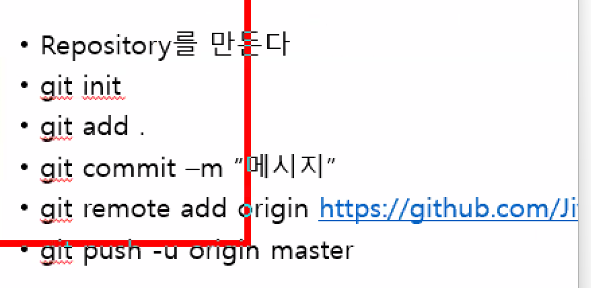 • Repository를 만든다
• git init
• git add .
• git commit –m “메시지”
• git remote add origin https://github.com/Ji
• git push -u origin master